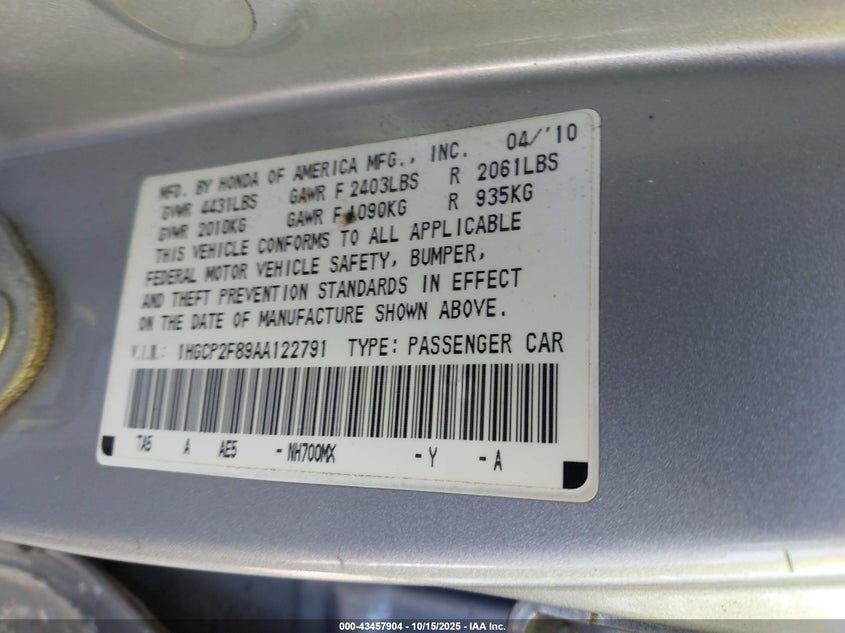 MFD. BY HONDA OF AMERICA MFG., INC. 04/'10
GVWR 4431LBS GAWR F 2403LBS R 2061LBS
GVWR 2010KG GAWR F 1090KG R 935KG
THIS VEHICLE CONFORMS TO ALL APPLICABLE
FEDERAL MOTOR VEHICLE SAFETY, BUMPER,
AND THEFT PREVENTION STANDARDS IN EFFECT
ON THE DATE OF MANUFACTURE SHOWN ABOVE.
V.I.N.: 1HGCP2F89AA122791 TYPE: PASSENGER CAR
TA5 A AE5 - NH700MX - Y - A
000-43457904 - 10/15/2025 - IAA Inc.